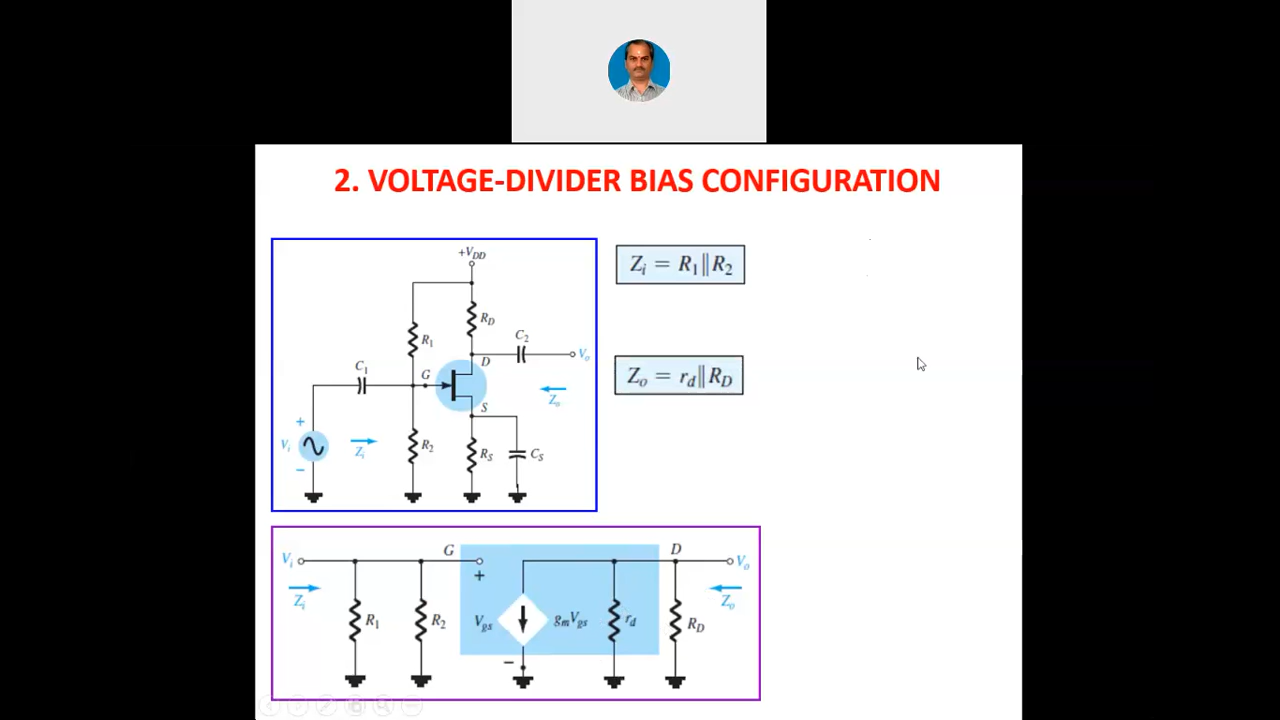 2. VOLTAGE-DIVIDER BIAS CONFIGURATION
+V_DD
R_D
R_1
C_2
V_o
D
C_1
G
Z_o
S
+
V_i
Z_i
R_2
R_S
C_S
−
Z_i = R_1 || R_2
Z_o = r_d || R_D
V_i
G
D
V_o
+
Z_i
Z_o
R_1
R_2
V_gs
g_m V_gs
r_d
R_D
−